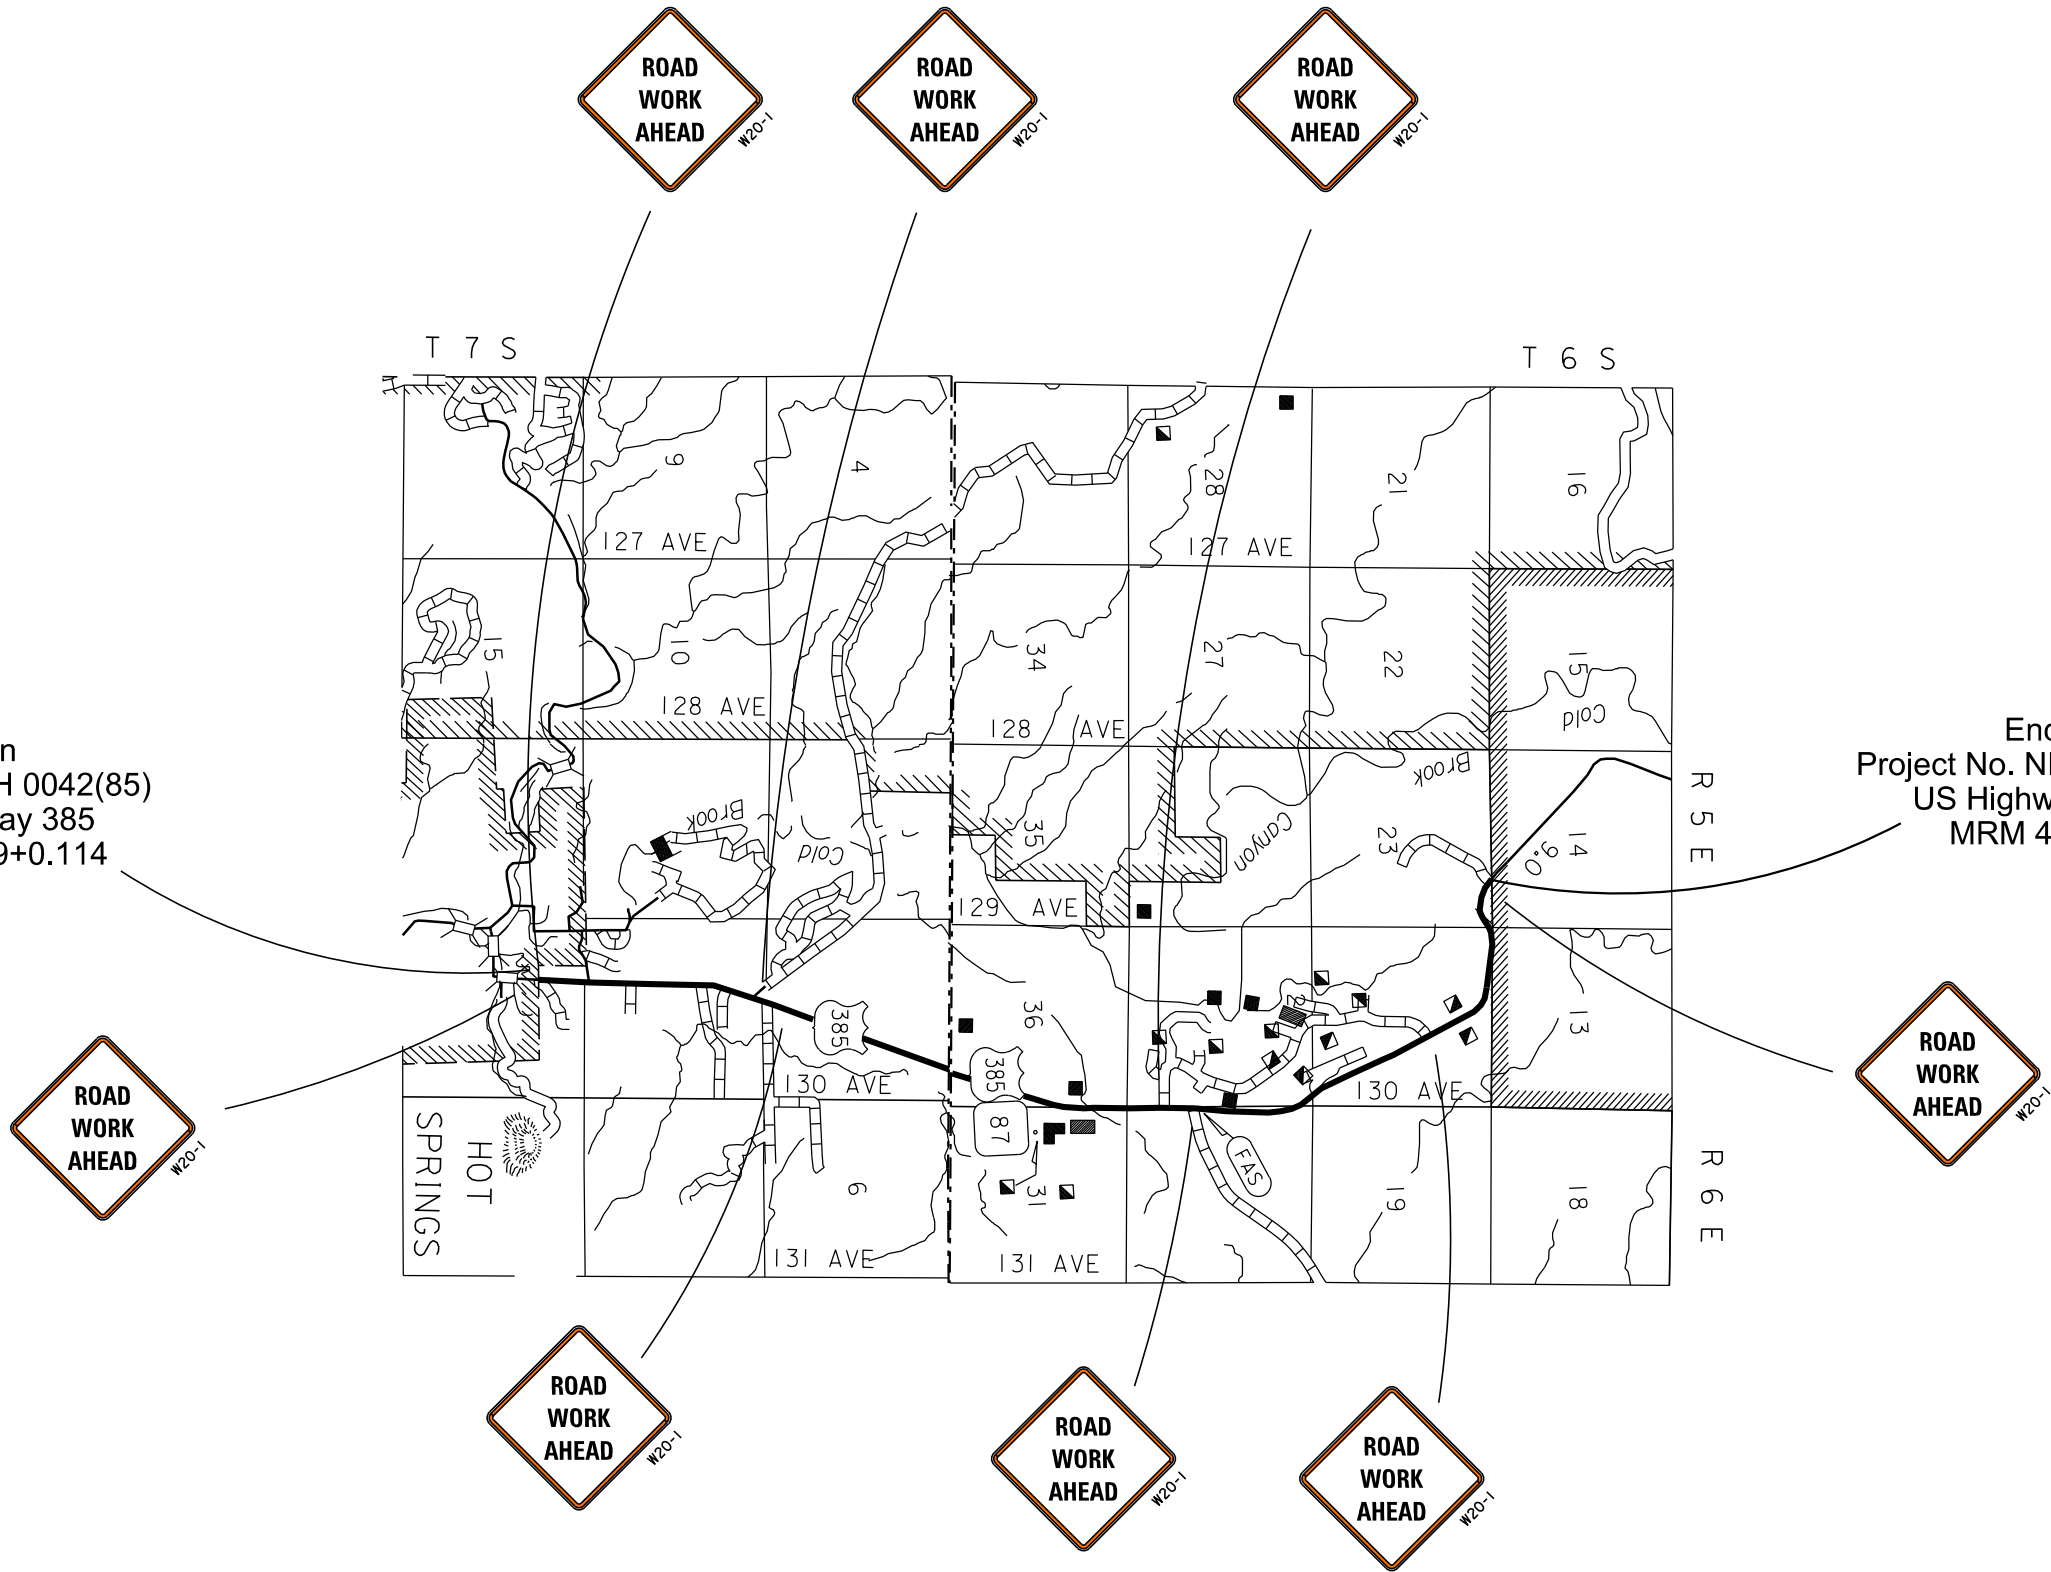 ROAD
WORK
AHEAD
W20-1
ROAD
WORK
AHEAD
W20-1
ROAD
WORK
AHEAD
W20-1
T 7 S
T 6 S
9
4
28
21
16
127 AVE
127 AVE
15
10
34
27
22
15
128 AVE
128 AVE
Cold
Brook
n
H 0042(85)
ay 385
9+0.114
End
Project No. NH
US Highw
MRM 4
R 5 E
Brook
Cold
35
Canyon
23
14
9.0
129 AVE
36
13
385
385
130 AVE
130 AVE
87
FAS
HOT
SPRINGS
6
31
19
18
R 6 E
131 AVE
131 AVE
ROAD
WORK
AHEAD
W20-1
ROAD
WORK
AHEAD
W20-1
ROAD
WORK
AHEAD
W20-1
ROAD
WORK
AHEAD
W20-1
ROAD
WORK
AHEAD
W20-1